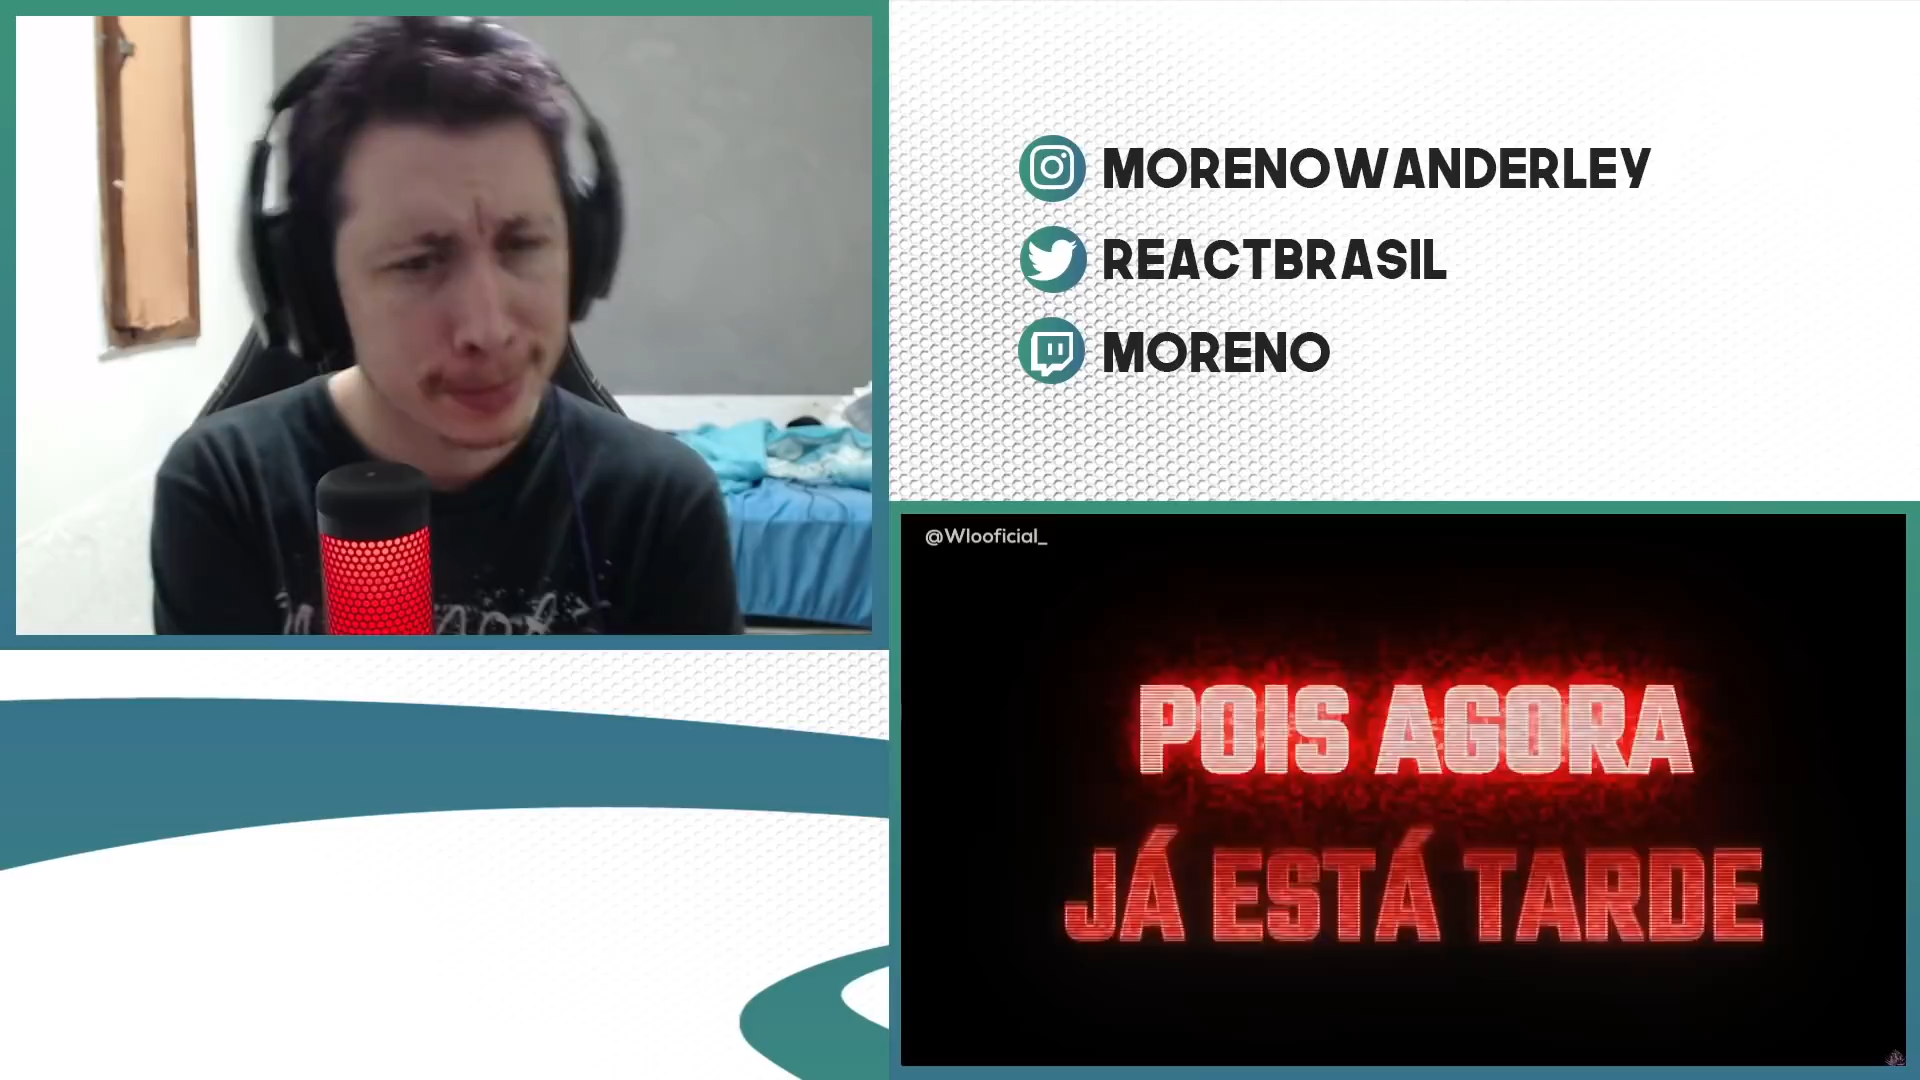 MORENOWANDERLEY
REACTBRASIL
MORENO
@Wlooficial_
POIS AGORA
JÁ ESTÁ TARDE